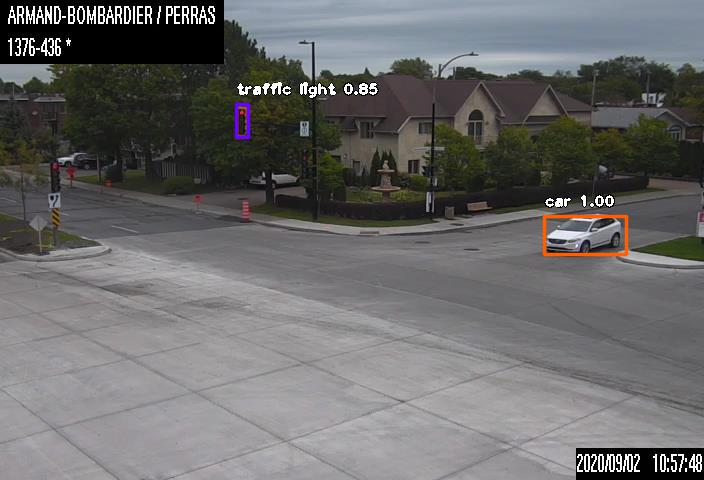 ARMAND-BOMBARDIER / PERRAS
1376-436 *
traffic light 0.85
car 1.00
2020/09/02 10:57:48